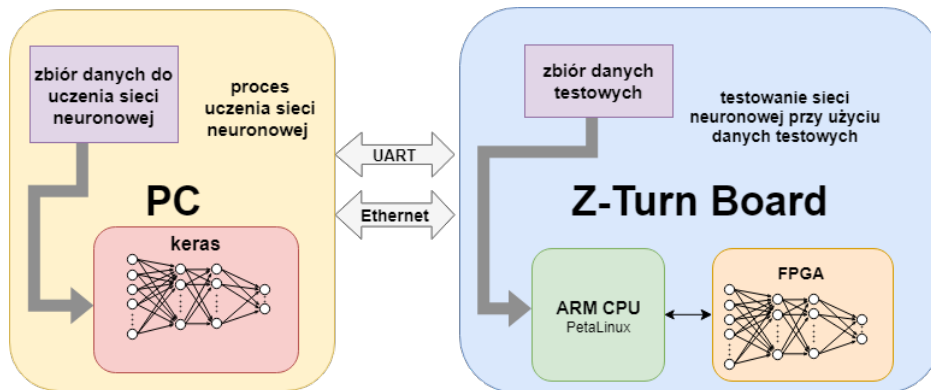 zbiór danych do
uczenia sieci
neuronowej
proces
uczenia sieci
neuronowej
PC
keras
UART
Ethernet
zbiór danych
testowych
testowanie sieci
neuronowej przy użyciu
danych testowych
Z-Turn Board
ARM CPU
PetaLinux
FPGA